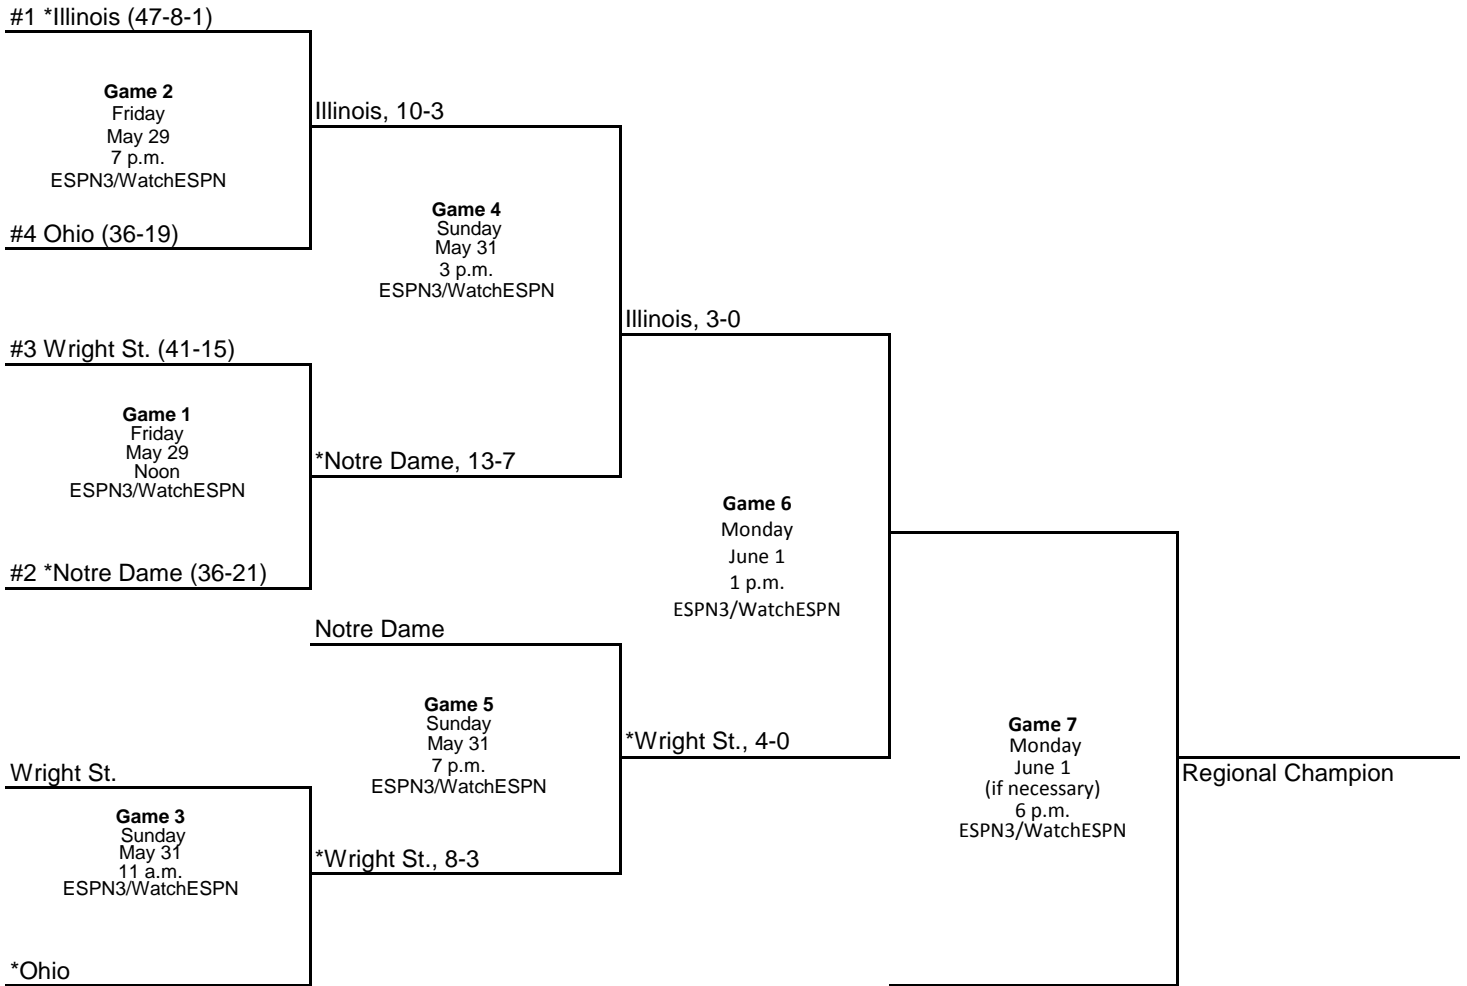 #1 *Illinois (47-8-1)
Game 2
Friday
May 29
7 p.m.
ESPN3/WatchESPN
#4 Ohio (36-19)
Illinois, 10-3
Game 4
Sunday
May 31
3 p.m.
ESPN3/WatchESPN
Illinois, 3-0
#3 Wright St. (41-15)
Game 1
Friday
May 29
Noon
ESPN3/WatchESPN
*Notre Dame, 13-7
#2 *Notre Dame (36-21)
Game 6
Monday
June 1
1 p.m.
ESPN3/WatchESPN
Notre Dame
Game 5
Sunday
May 31
7 p.m.
ESPN3/WatchESPN
*Wright St., 4-0
Wright St.
Game 3
Sunday
May 31
11 a.m.
ESPN3/WatchESPN
*Wright St., 8-3
*Ohio
Game 7
Monday
June 1
(if necessary)
6 p.m.
ESPN3/WatchESPN
Regional Champion